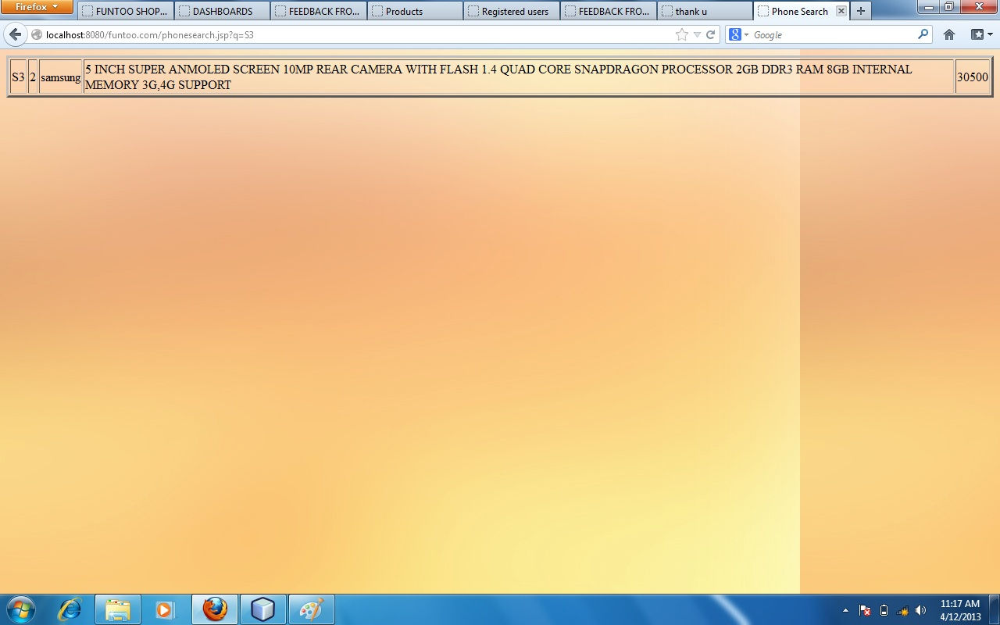 Firefox
FUNTOO SHOP...
DASHBOARDS
FEEDBACK FRO...
Products
Registered users
FEEDBACK FRO...
thank u
Phone Search
localhost:8080/funtoo.com/phonesearch.jsp?q=S3
Google
S3 2 samsung 5 INCH SUPER ANMOLED SCREEN 10MP REAR CAMERA WITH FLASH 1.4 QUAD CORE SNAPDRAGON PROCESSOR 2GB DDR3 RAM 8GB INTERNAL 30500
MEMORY 3G,4G SUPPORT
11:17 AM
4/12/2013